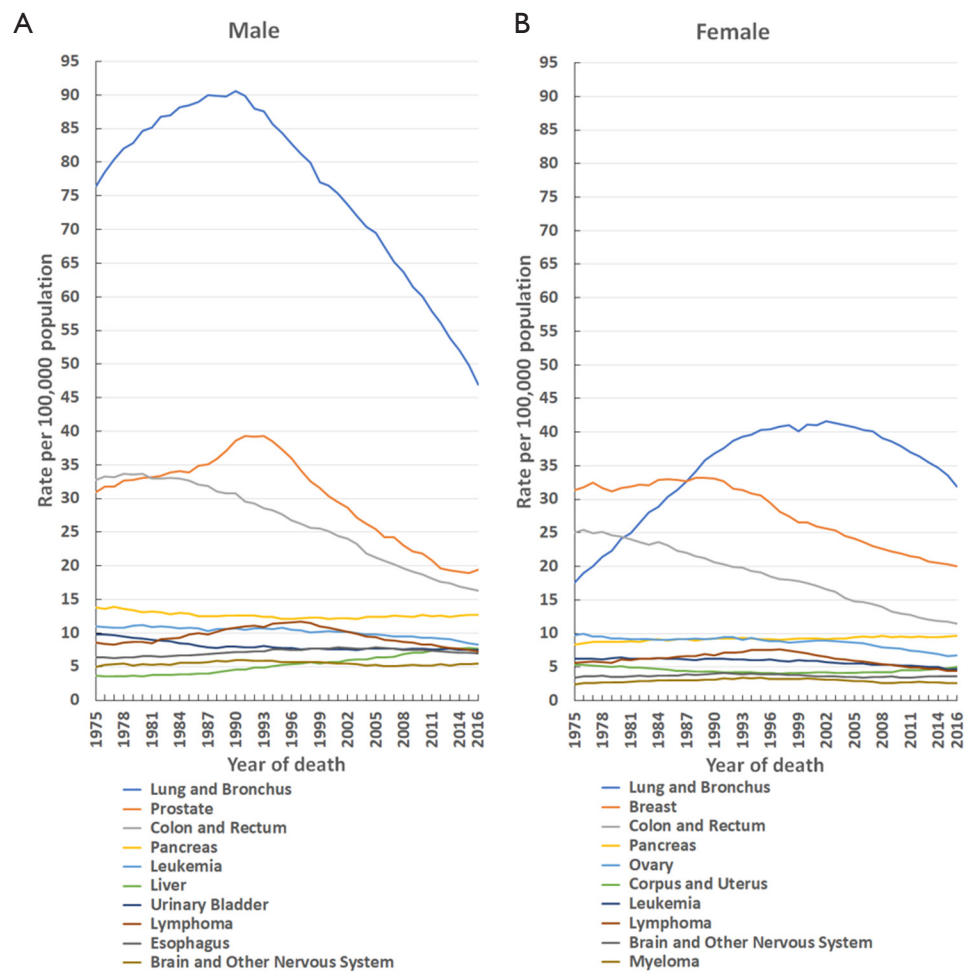 A
Male
Rate per 100,000 population
95
90
85
80
75
70
65
60
55
50
45
40
35
30
25
20
15
10
5
0
1975
1978
1981
1984
1987
1990
1993
1996
1999
2002
2005
2008
2011
2014
2016
Year of death
Lung and Bronchus
Prostate
Colon and Rectum
Pancreas
Leukemia
Liver
Urinary Bladder
Lymphoma
Esophagus
Brain and Other Nervous System
B
Female
Rate per 100,000 population
95
90
85
80
75
70
65
60
55
50
45
40
35
30
25
20
15
10
5
0
1975
1978
1981
1984
1987
1990
1993
1996
1999
2002
2005
2008
2011
2014
2016
Year of death
Lung and Bronchus
Breast
Colon and Rectum
Pancreas
Ovary
Corpus and Uterus
Leukemia
Lymphoma
Brain and Other Nervous System
Myeloma